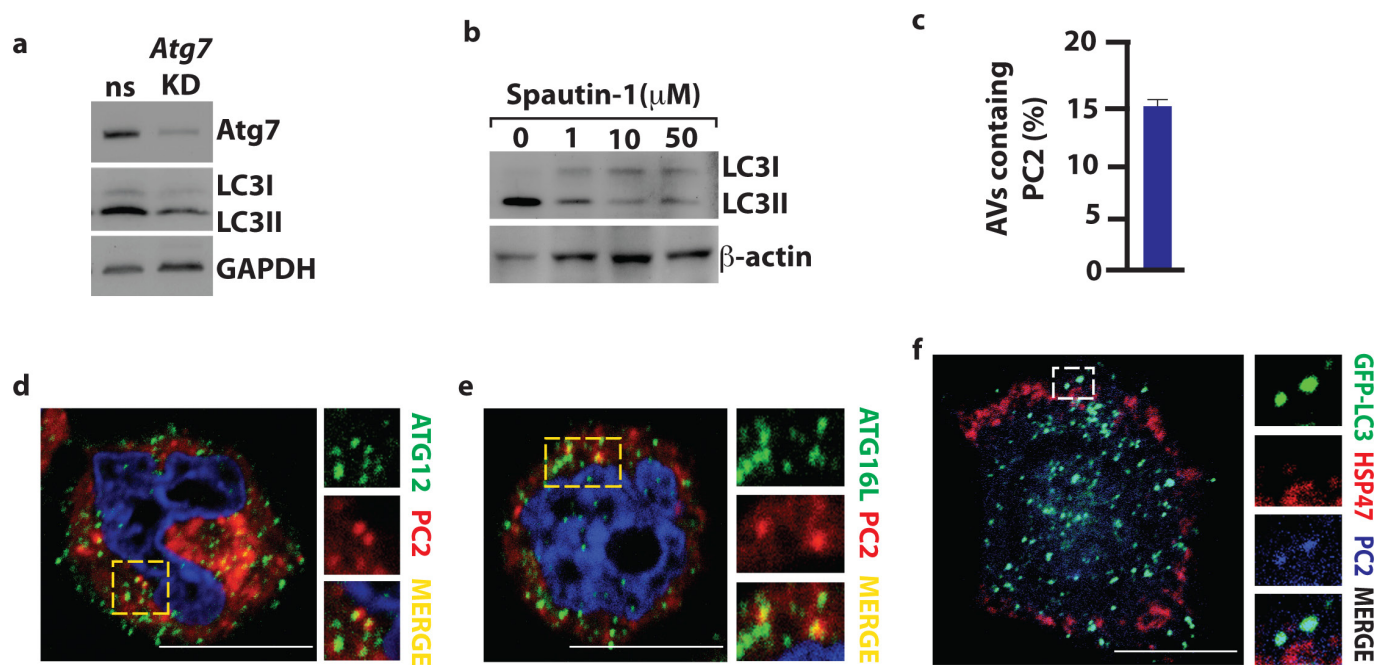 a
Atg7
ns KD
Atg7
LC3I
LC3II
GAPDH
b
Spautin-1(μM)
0 1 10 50
LC3I
LC3II
β-actin
c
AVs containg
PC2 (%)
20
15
10
5
0
d
ATG12 PC2 MERGE
e
ATG16L PC2 MERGE
f
GFP-LC3 HSP47 PC2 MERGE